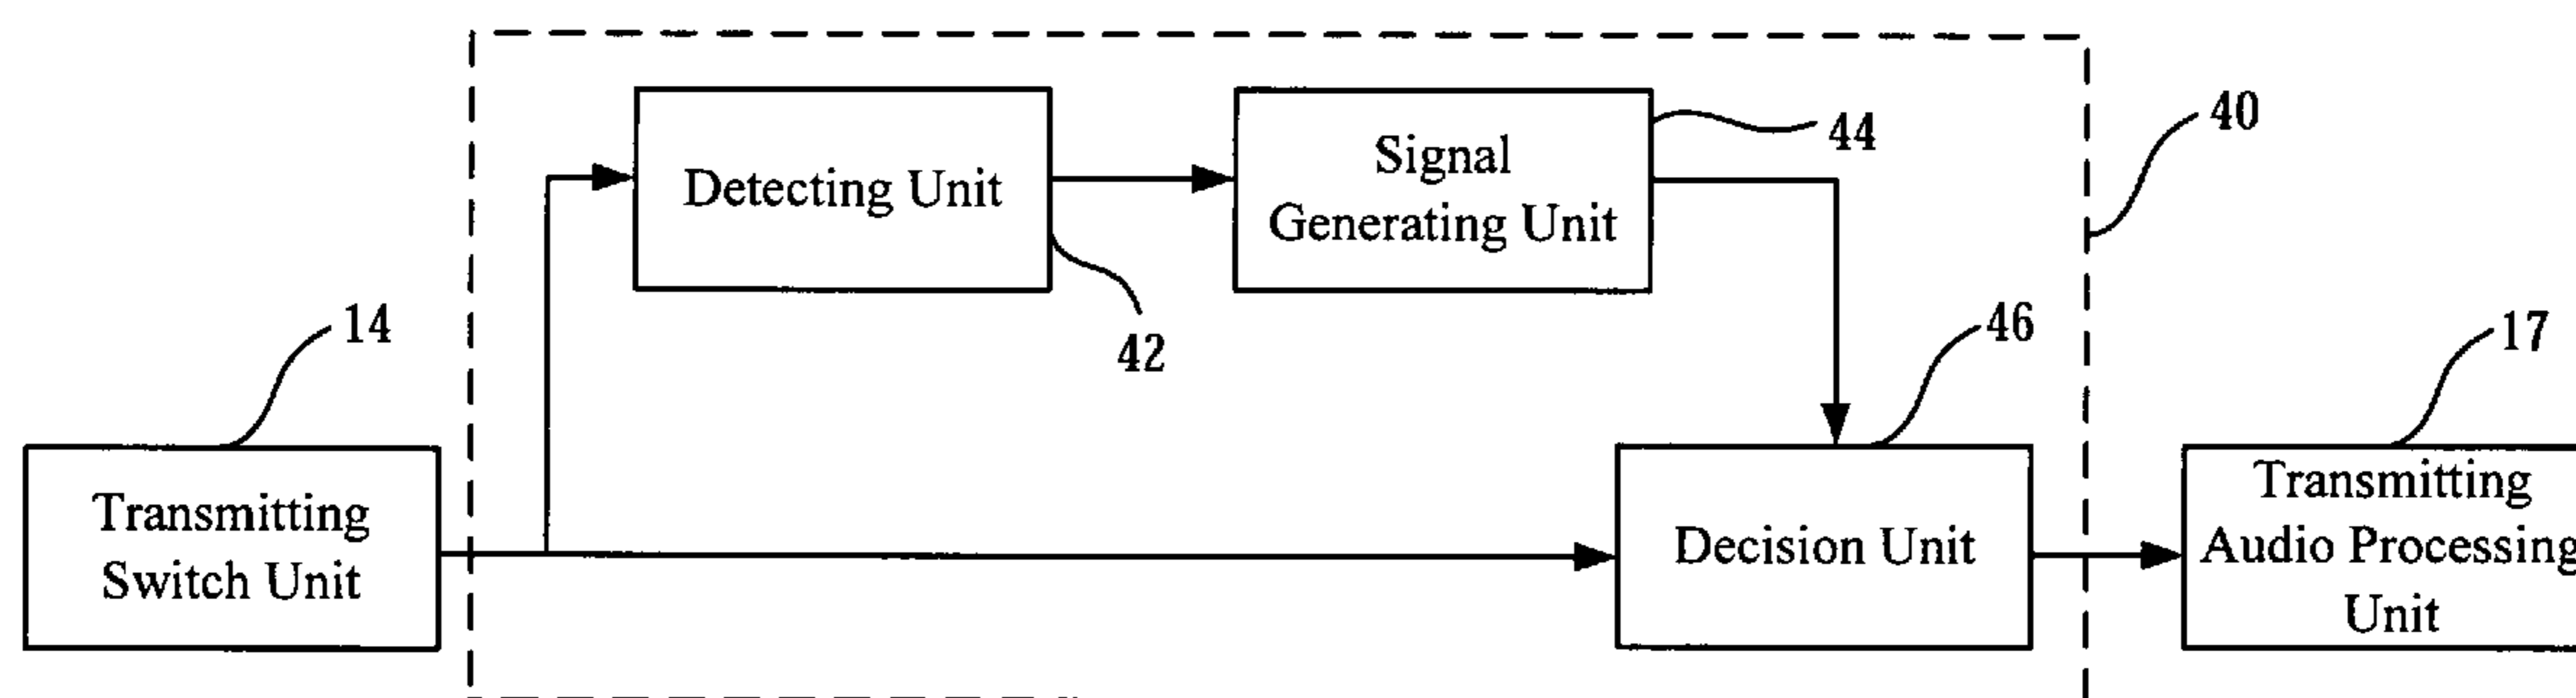 40
44
Signal
Generating Unit
Detecting Unit
42
14
46
17
Transmitting
Switch Unit
Decision Unit
Transmitting
Audio Processing
Unit